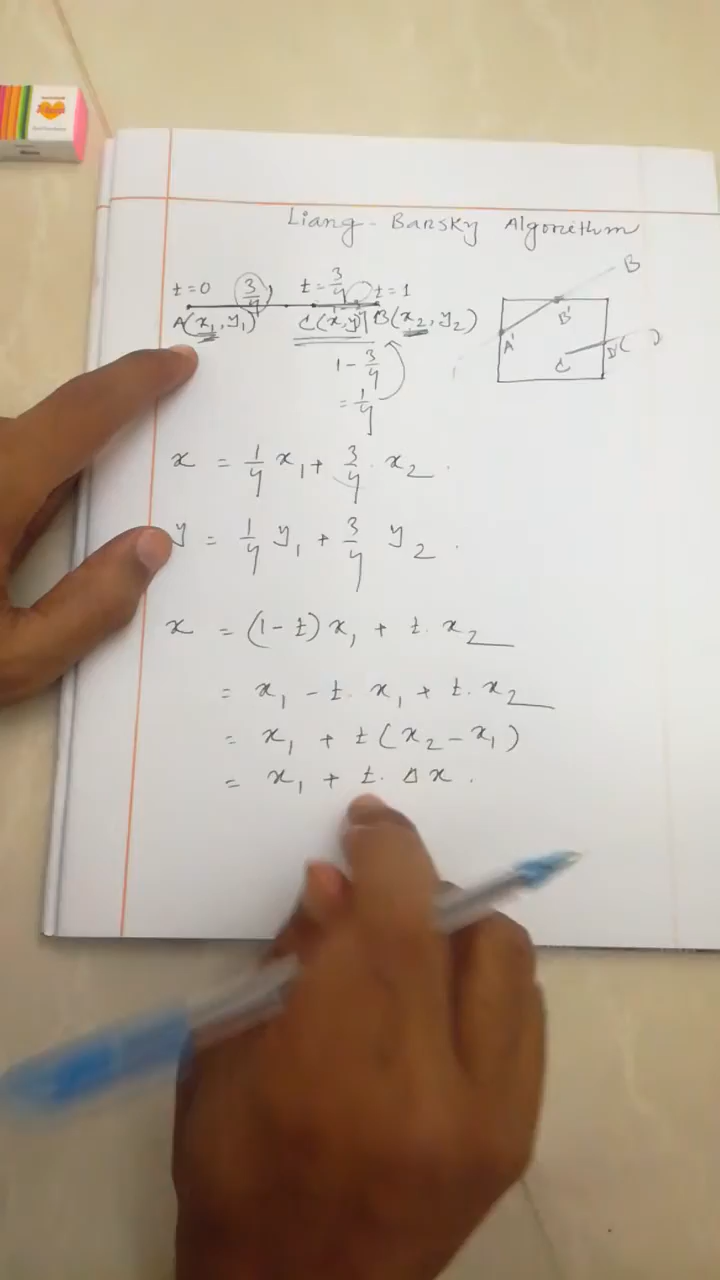 Liang-Barsky Algorithm
t=0 3/4 t=3/4 t=1
A(x₁,y₁) C(x,y) B(x₂,y₂)
1 - 3/4
= 1/4
B
B'
A'
C
D'
x = 1/4 x₁ + 3/4 . x₂ .
y = 1/4 y₁ + 3/4 y₂ .
x = (1-t) x₁ + t. x₂
= x₁ - t. x₁ + t. x₂
= x₁ + t(x₂ - x₁)
= x₁ + t. Δx .